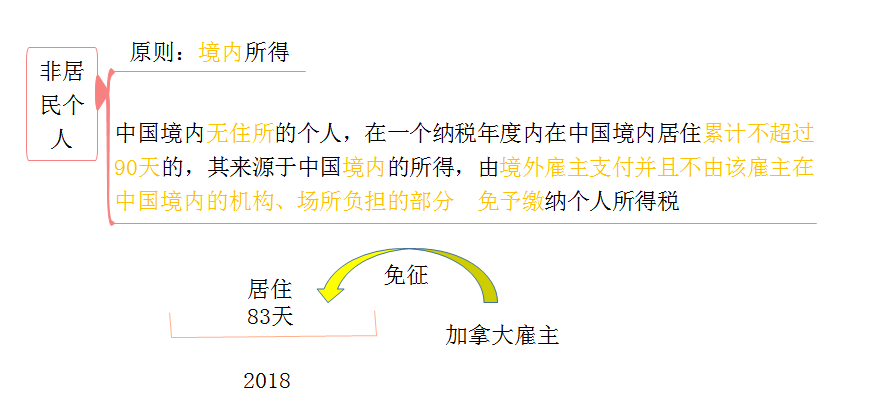 非居
民个
人
原则：境内所得
中国境内无住所的个人，在一个纳税年度内在中国境内居住累计不超过
90天的，其来源于中国境内的所得，由境外雇主支付并且不由该雇主在
中国境内的机构、场所负担的部分　免予缴纳个人所得税
免征
居住
83天
加拿大雇主
2018